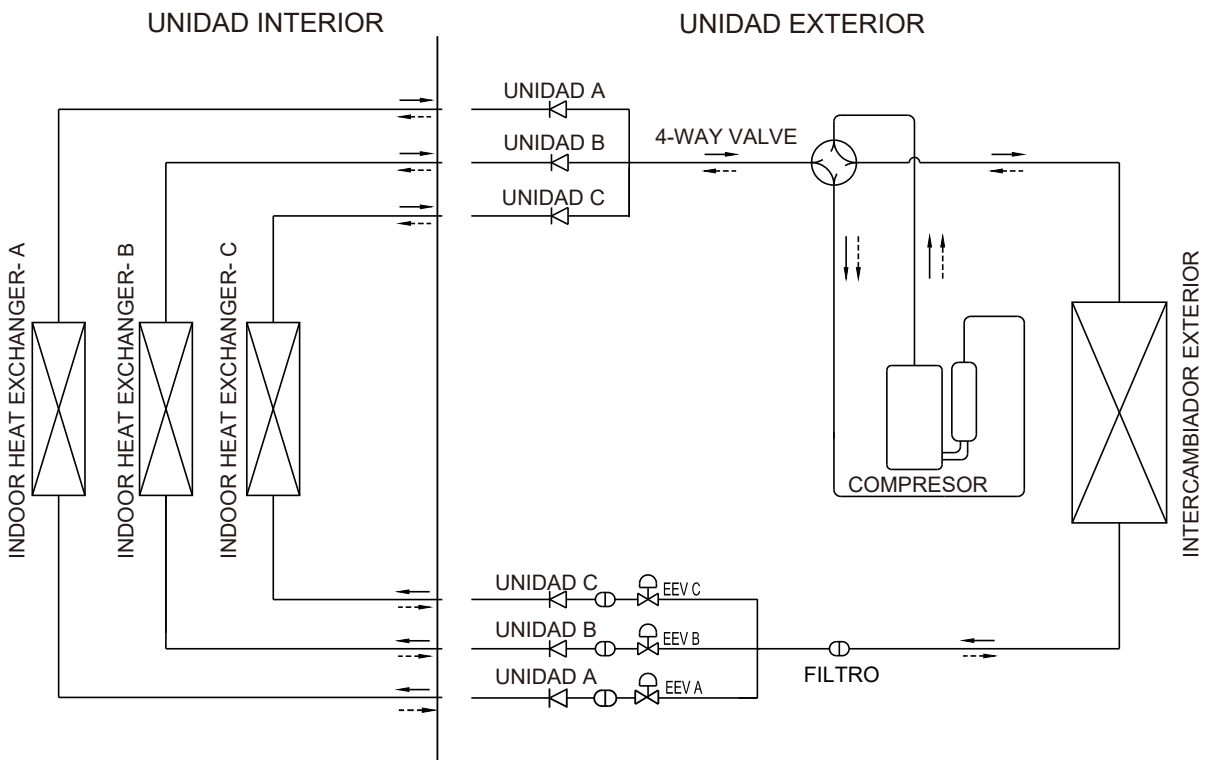 UNIDAD INTERIOR
UNIDAD EXTERIOR
UNIDAD A
UNIDAD B
UNIDAD C
4-WAY VALVE
INDOOR HEAT EXCHANGER- A
INDOOR HEAT EXCHANGER- B
INDOOR HEAT EXCHANGER- C
COMPRESOR
INTERCAMBIADOR EXTERIOR
UNIDAD C
EEV C
UNIDAD B
EEV B
UNIDAD A
EEV A
FILTRO